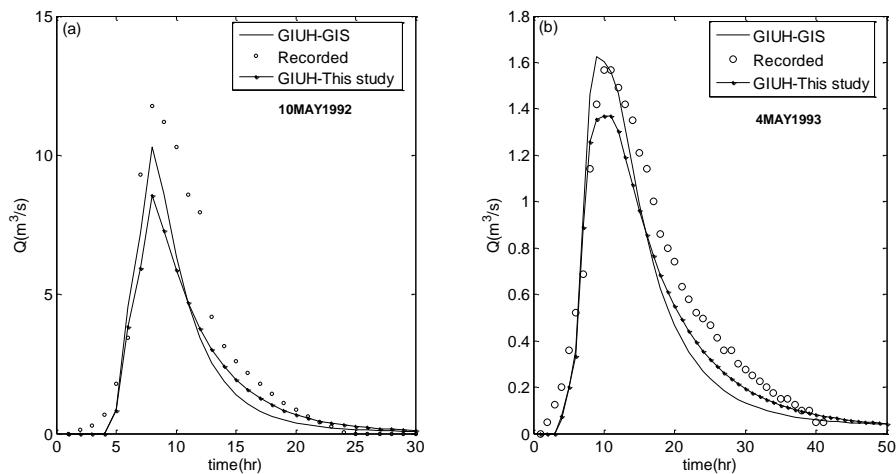 (a)
GIUH-GIS
Recorded
GIUH-This study
10MAY1992
15
10
5
0
Q(m³/s)
0 5 10 15 20 25 30
time(hr)
(b)
GIUH-GIS
Recorded
GIUH-This study
4MAY1993
1.8
1.6
1.4
1.2
1
0.8
0.6
0.4
0.2
0
Q(m³/s)
0 10 20 30 40 50
time(hr)